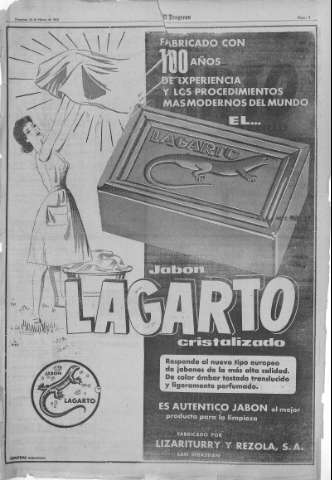 El Progreso
FABRICADO CON
100 AÑOS
DE EXPERIENCIA
Y LOS PROCEDIMIENTOS
MAS MODERNOS DEL MUNDO
EL...
LAGARTO
Jabon
LAGARTO
cristalizado
Responde al nuevo tipo europeo
de jabones de la más alta calidad.
De color ámbar tostado translucido
y ligeramente perfumado.
JABON
LAGARTO
ES AUTENTICO JABON el mejor
producto para la limpieza
FABRICADO POR
LIZARITURRY Y REZOLA, S.A.
SAN SEBASTIAN